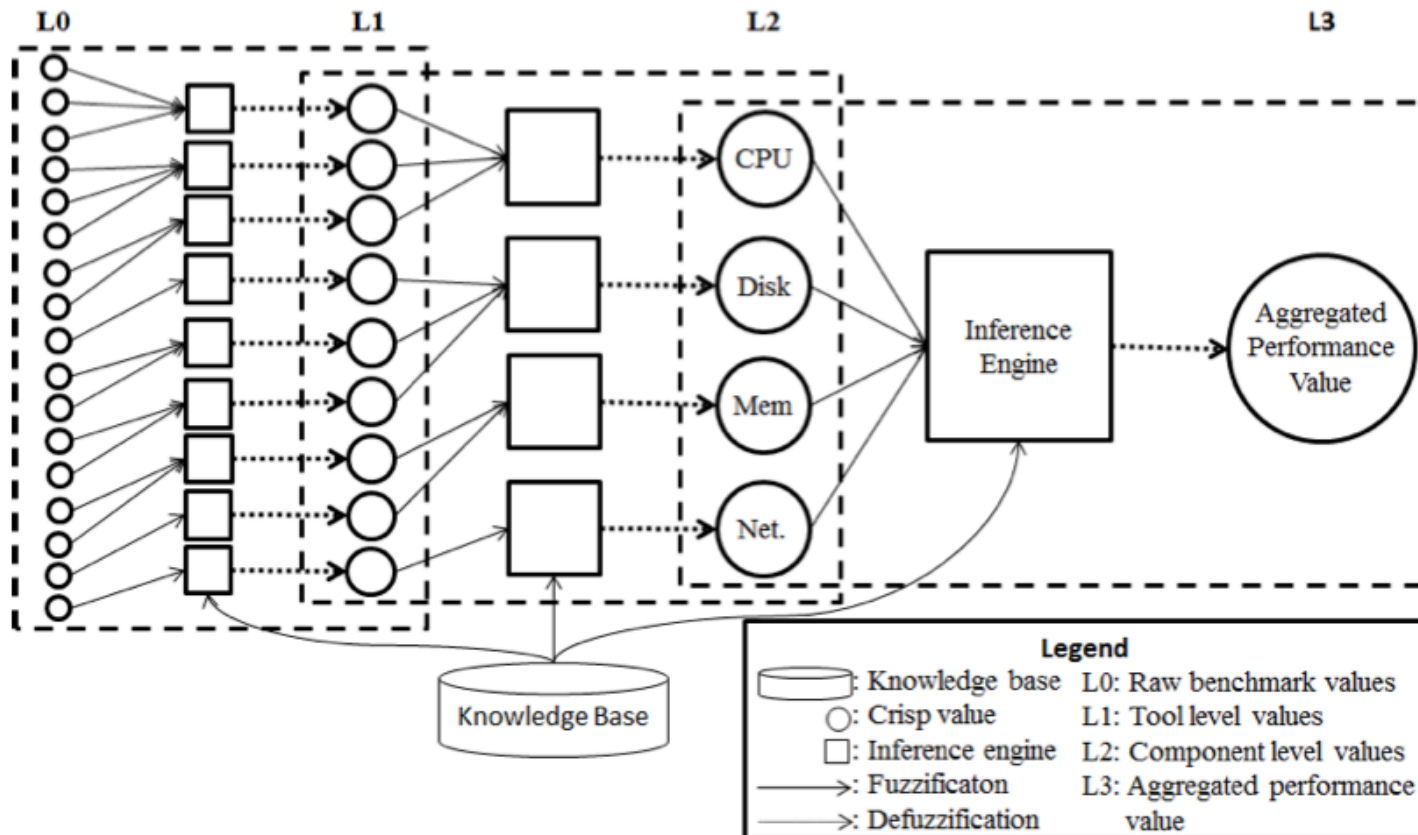 L0 L1 L2 L3
CPU
Disk
Mem
Net.
Inference
Engine
Aggregated
Performance
Value
Knowledge Base
Legend
: Knowledge base
: Crisp value
: Inference engine
: Fuzzificaton
: Defuzzification
L0: Raw benchmark values
L1: Tool level values
L2: Component level values
L3: Aggregated performance
value